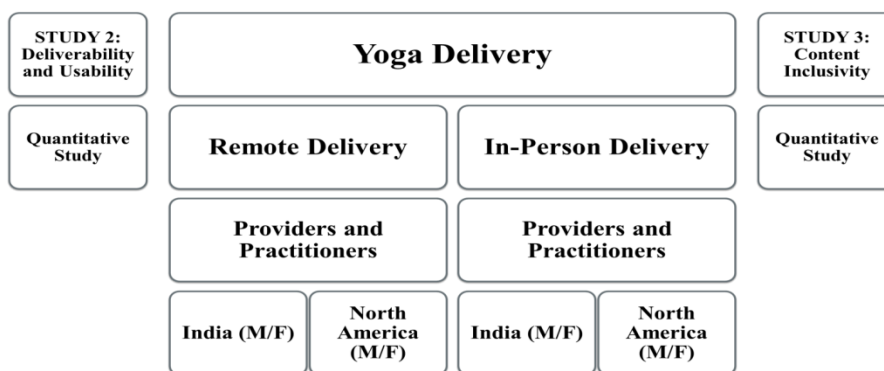 STUDY 2:
Deliverability
and Usability
Yoga Delivery
STUDY 3:
Content
Inclusivity
Quantitative
Study
Remote Delivery
In-Person Delivery
Quantitative
Study
Providers and
Practitioners
Providers and
Practitioners
India (M/F)
North
America
(M/F)
India (M/F)
North
America
(M/F)